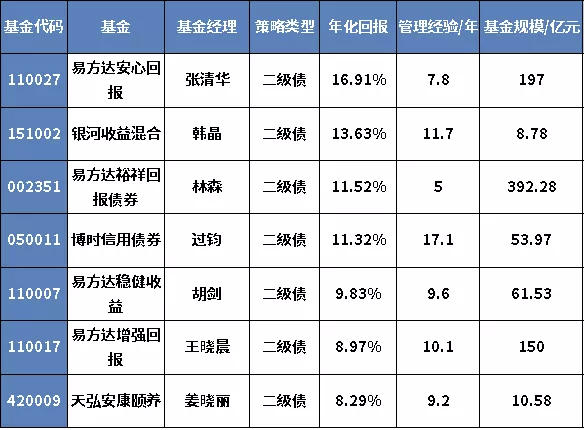 基金代码 基金 基金经理 策略类型 年化回报 管理经验/年 基金规模/亿元
110027 易方达安心回报 张清华 二级债 16.91% 7.8 197
151002 银河收益混合 韩晶 二级债 13.63% 11.7 8.78
002351 易方达裕祥回报债券 林森 二级债 11.52% 5 392.28
050011 博时信用债券 过钧 二级债 11.32% 17.1 53.97
110007 易方达稳健收益 胡剑 二级债 9.83% 9.6 61.53
110017 易方达增强回报 王晓晨 二级债 8.97% 10.1 150
420009 天弘安康颐养 姜晓丽 二级债 8.29% 9.2 10.58